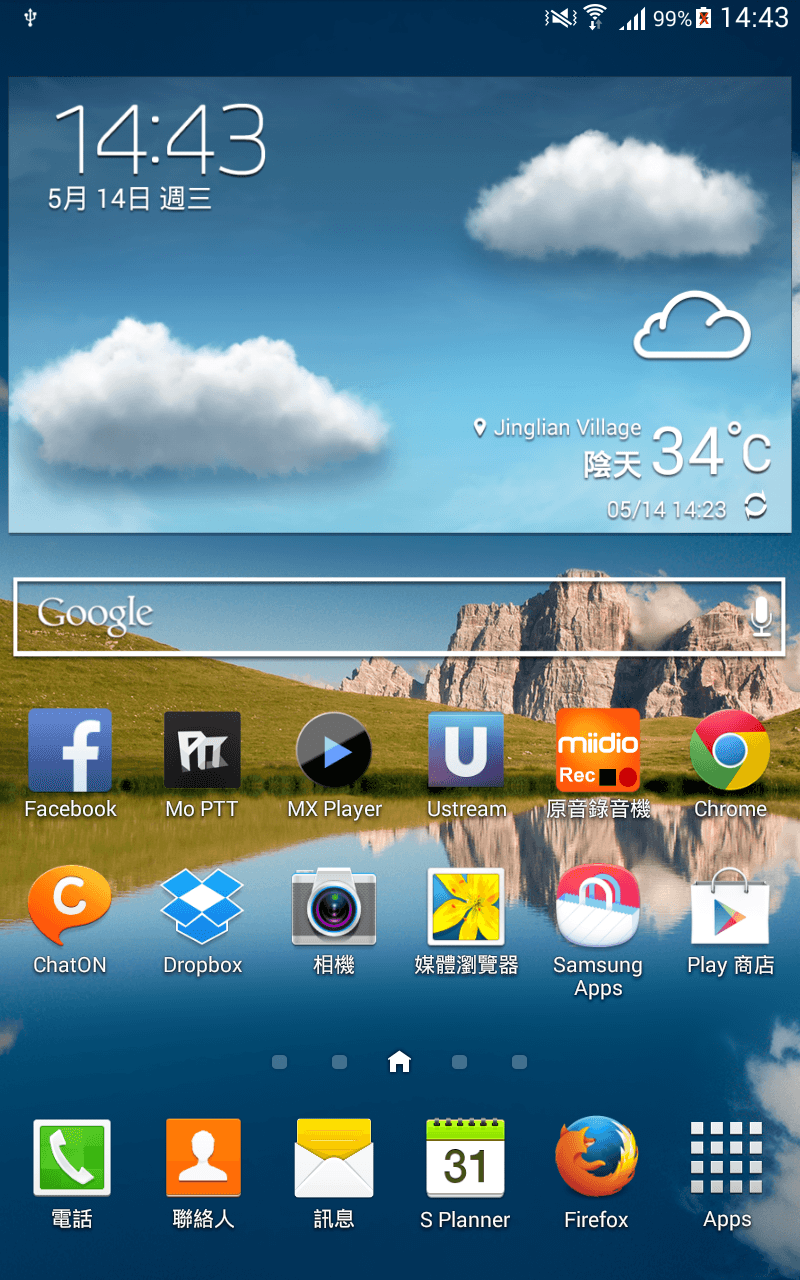 99% 14:43
14:43
5月 14日 週三
Jinglian Village
陰天 34°C
05/14 14:23
Google
Facebook
Mo PTT
MX Player
U
Ustream
miidio
Rec
原音錄音機
Chrome
C
ChatON
Dropbox
相機
媒體瀏覽器
Samsung Apps
Play 商店
電話
聯絡人
訊息
31
S Planner
Firefox
Apps